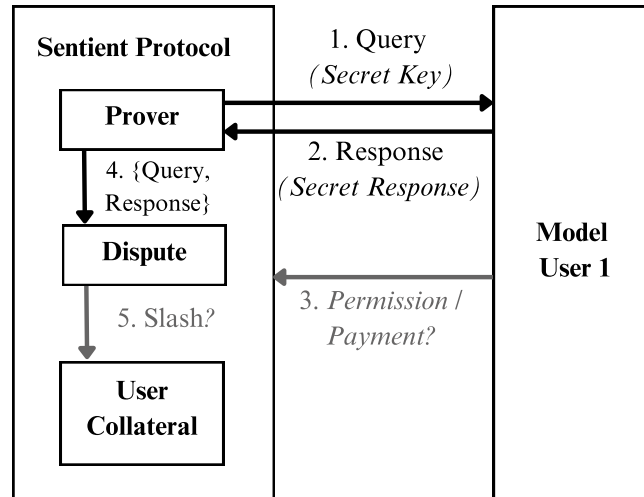 Sentient Protocol
1. Query
(Secret Key)
Prover
2. Response
(Secret Response)
4. {Query,
Response}
Dispute
Model
User 1
3. Permission /
Payment?
5. Slash?
User
Collateral